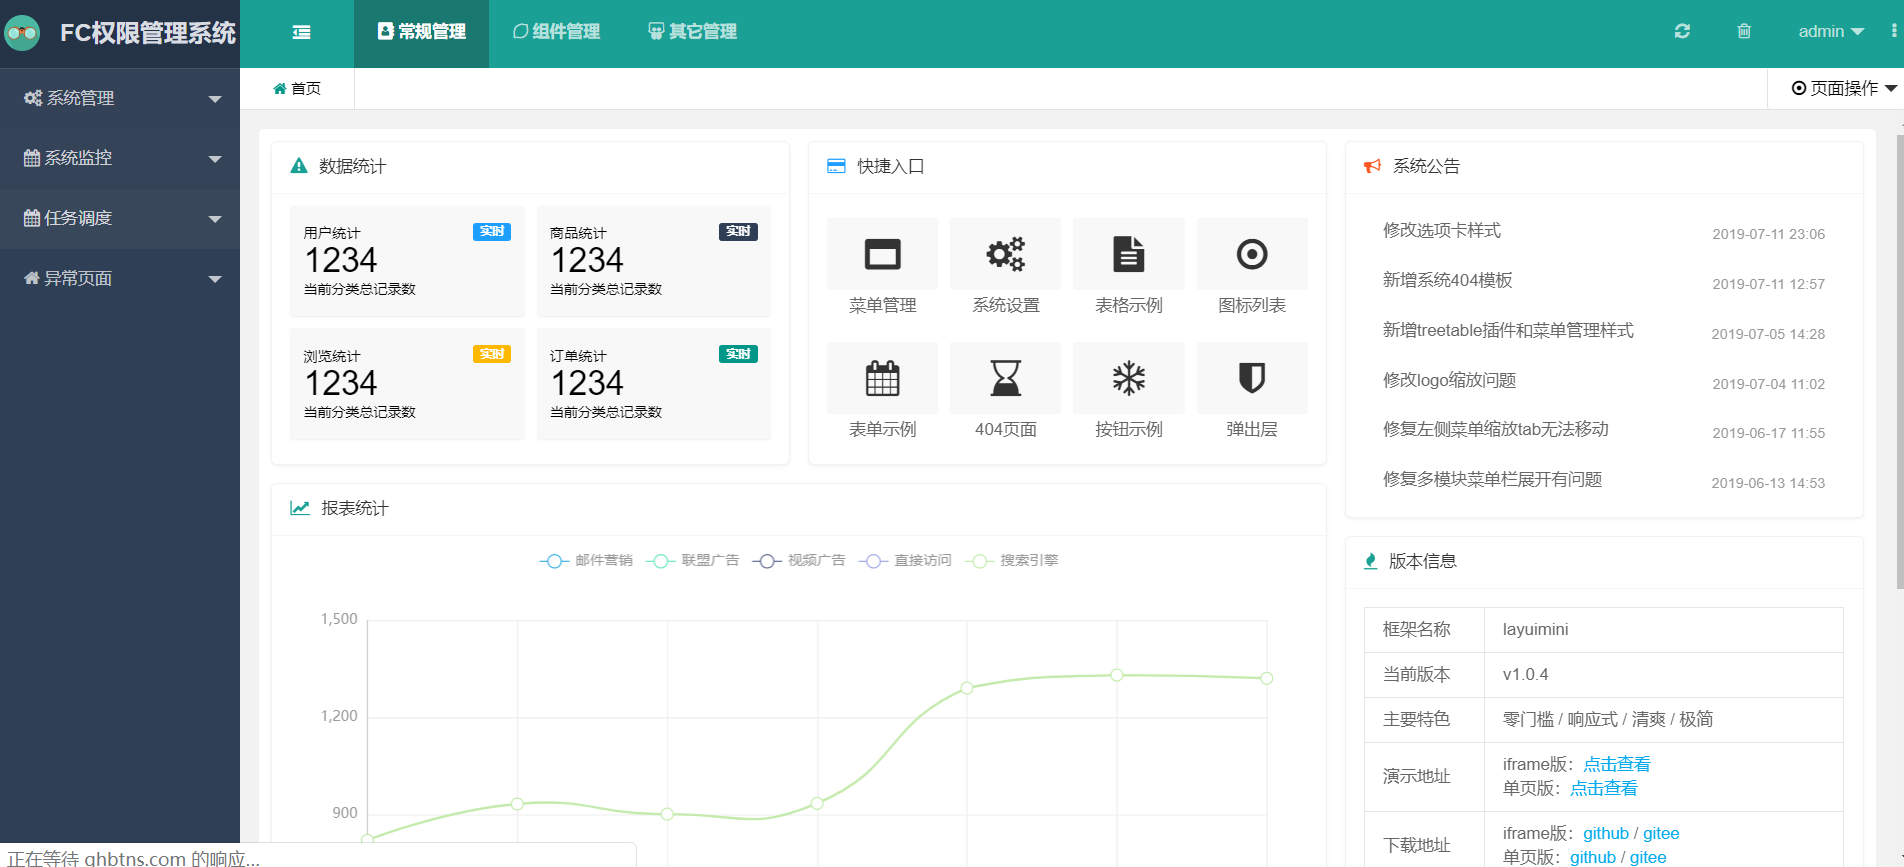 FC权限管理系统
常规管理
组件管理
其它管理
admin
系统管理
系统监控
任务调度
异常页面
首页
页面操作
数据统计
用户统计
实时
1234
当前分类总记录数
商品统计
实时
1234
当前分类总记录数
浏览统计
实时
1234
当前分类总记录数
订单统计
实时
1234
当前分类总记录数
快捷入口
菜单管理
系统设置
表格示例
图标列表
表单示例
404页面
按钮示例
弹出层
系统公告
修改选项卡样式 2019-07-11 23:06
新增系统404模板 2019-07-11 12:57
新增treetable插件和菜单管理样式 2019-07-05 14:28
修改logo缩放问题 2019-07-04 11:02
修复左侧菜单缩放tab无法移动 2019-06-17 11:55
修复多模块菜单栏展开有问题 2019-06-13 14:53
报表统计
邮件营销 联盟广告 视频广告 直接访问 搜索引擎
1,500
1,200
900
版本信息
框架名称 layuimini
当前版本 v1.0.4
主要特色 零门槛 / 响应式 / 清爽 / 极简
演示地址
iframe版：点击查看
单页版：点击查看
下载地址
iframe版：github / gitee
单页版：github / gitee
正在等待 ghbtns.com 的响应...